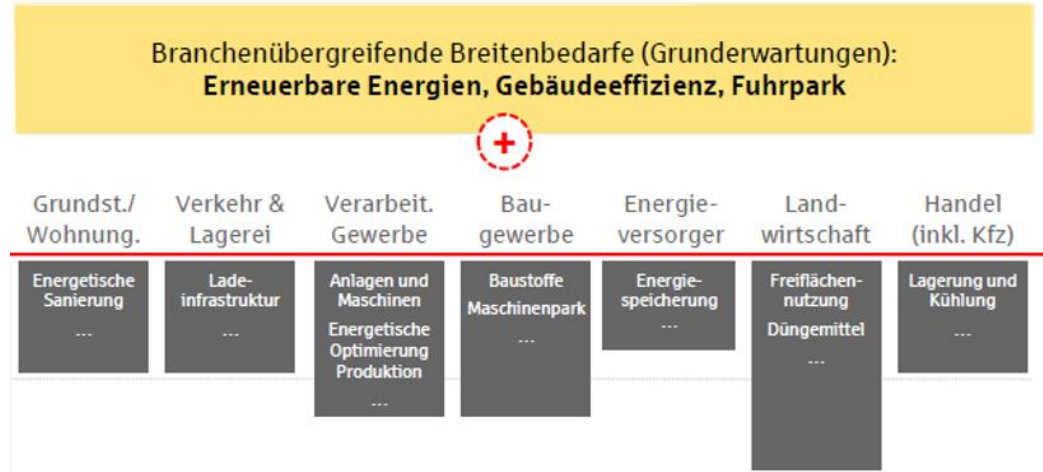 Branchenübergreifende Breitenbedarfe (Grunderwartungen):
Erneuerbare Energien, Gebäudeeffizienz, Fuhrpark
+
Grundst./
Wohnung.
Verkehr &
Lagerei
Verarbeit.
Gewerbe
Bau-
gewerbe
Energie-
versorger
Land-
wirtschaft
Handel
(inkl. Kfz)
Energetische
Sanierung
...
Lade-
infrastruktur
...
Anlagen und
Maschinen
Energetische
Optimierung
Produktion
...
Baustoffe
Maschinenpark
...
Energie-
speicherung
...
Freiflächen-
nutzung
Düngemittel
...
Lagerung und
Kühlung
...